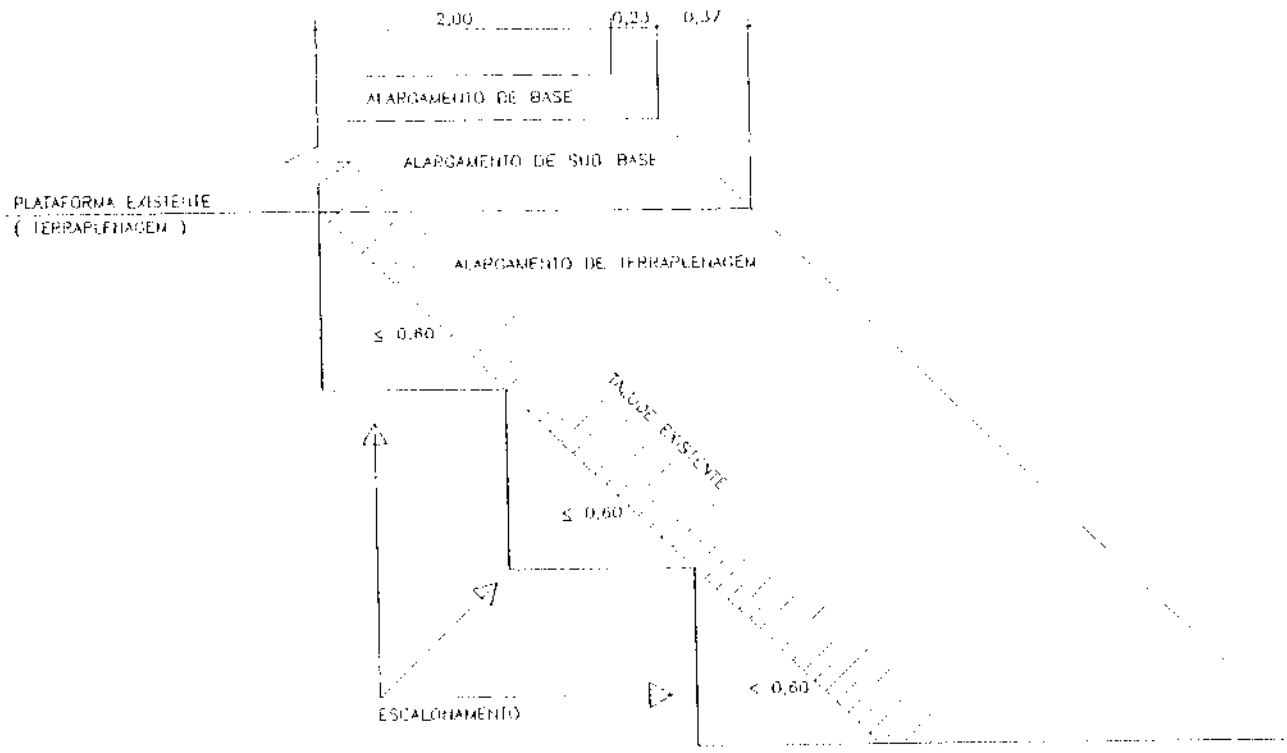 2,00 0,23 0,37
ALARGAMENTO DE BASE
ALARGAMENTO DE SUB BASE
PLATAFORMA EXISTENTE
( TERRAPLENAGEM )
ALARGAMENTO DE TERRAPLENAGEM
≤ 0,60
TALUDE EXISTENTE
≤ 0,60
< 0,60
ESCALONAMENTO